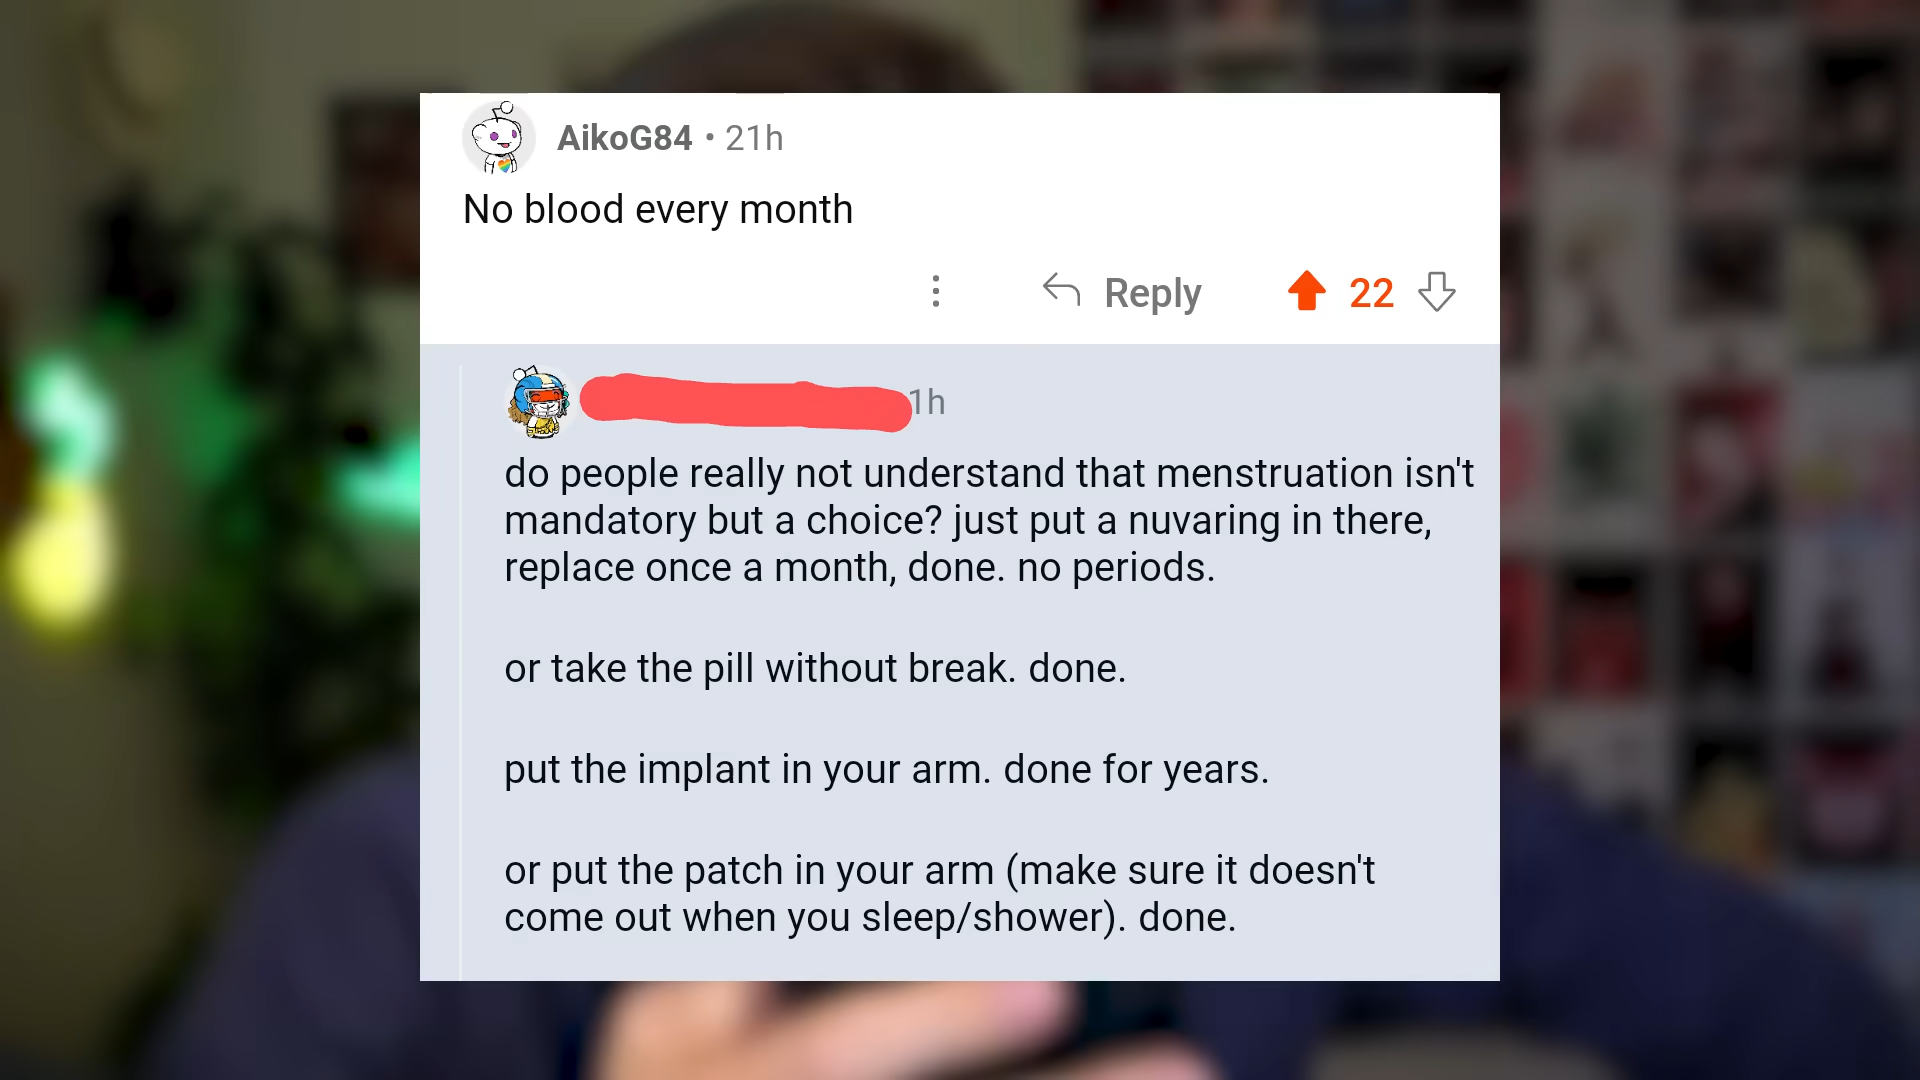 AikoG84 • 21h
No blood every month
Reply 22
1h
do people really not understand that menstruation isn't
mandatory but a choice? just put a nuvaring in there,
replace once a month, done. no periods.
or take the pill without break. done.
put the implant in your arm. done for years.
or put the patch in your arm (make sure it doesn't
come out when you sleep/shower). done.